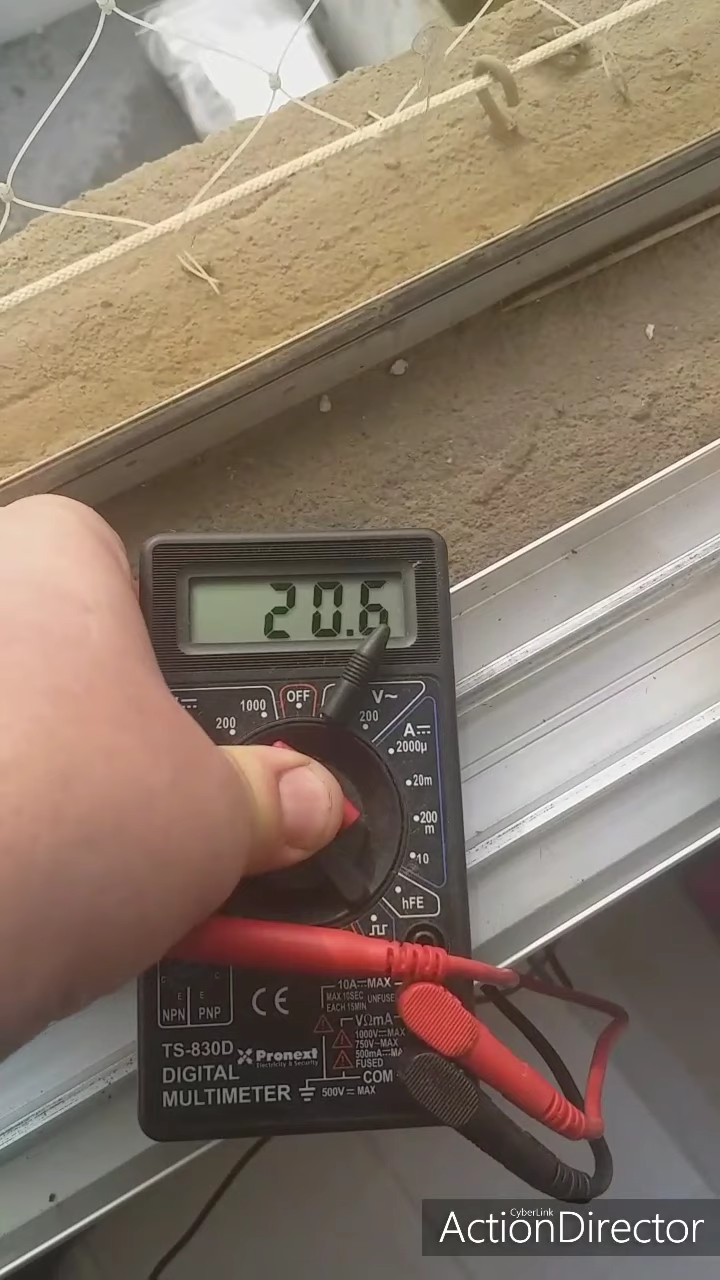 20.6
OFF
V~
1000
200
200
A⎓
2000µ
20m
200
m
10
hFE
E E
NPN PNP
CE
10A⎓MAX
MAX 10SEC UNFUSED
EACH 15MIN
VΩmA
1000V⎓MAX
750V~MAX
500mA⎓MA
FUSED
TS-830D
Pronext
Electricity & Security
DIGITAL
MULTIMETER
COM
500V ⎓ MAX
CyberLink
ActionDirector